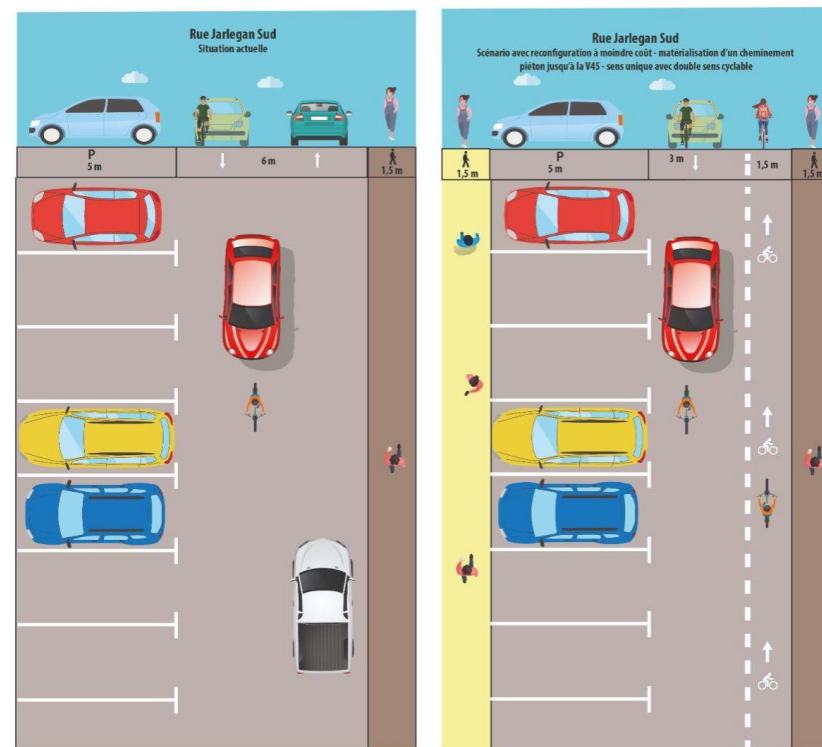 Rue Jarlegan Sud
Situation actuelle
P
5 m
6 m
1,5 m
Rue Jarlegan Sud
Scénario avec reconfiguration à moindre coût - matérialisation d'un cheminement
piéton jusqu'à la V45 - sens unique avec double sens cyclable
1,5 m
P
5 m
3 m
1,5 m
1,5 m